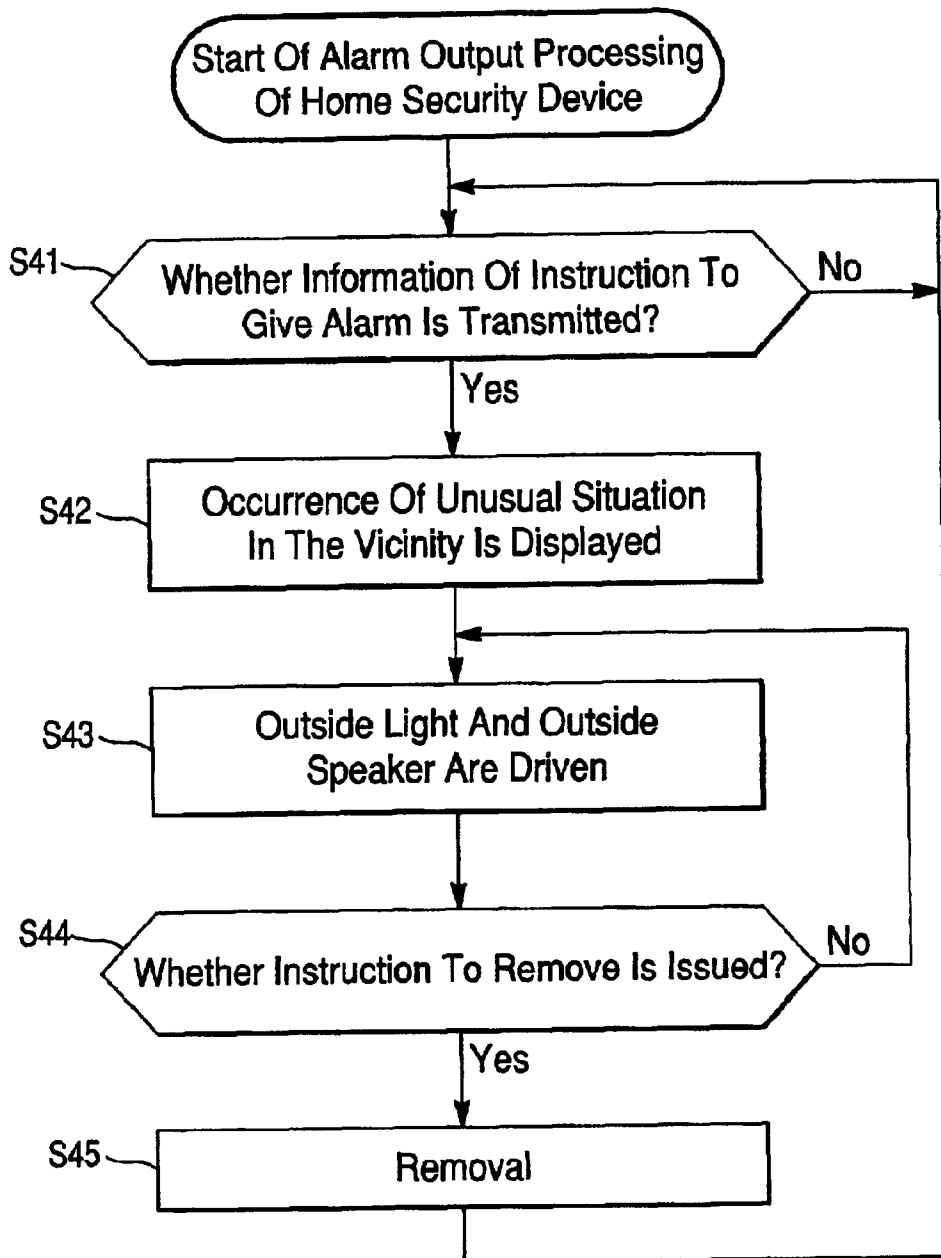 Start Of Alarm Output Processing
Of Home Security Device
S41
Whether Information Of Instruction To
Give Alarm Is Transmitted?
No
Yes
S42
Occurrence Of Unusual Situation
In The Vicinity Is Displayed
S43
Outside Light And Outside
Speaker Are Driven
S44
Whether Instruction To Remove Is Issued?
No
Yes
S45
Removal